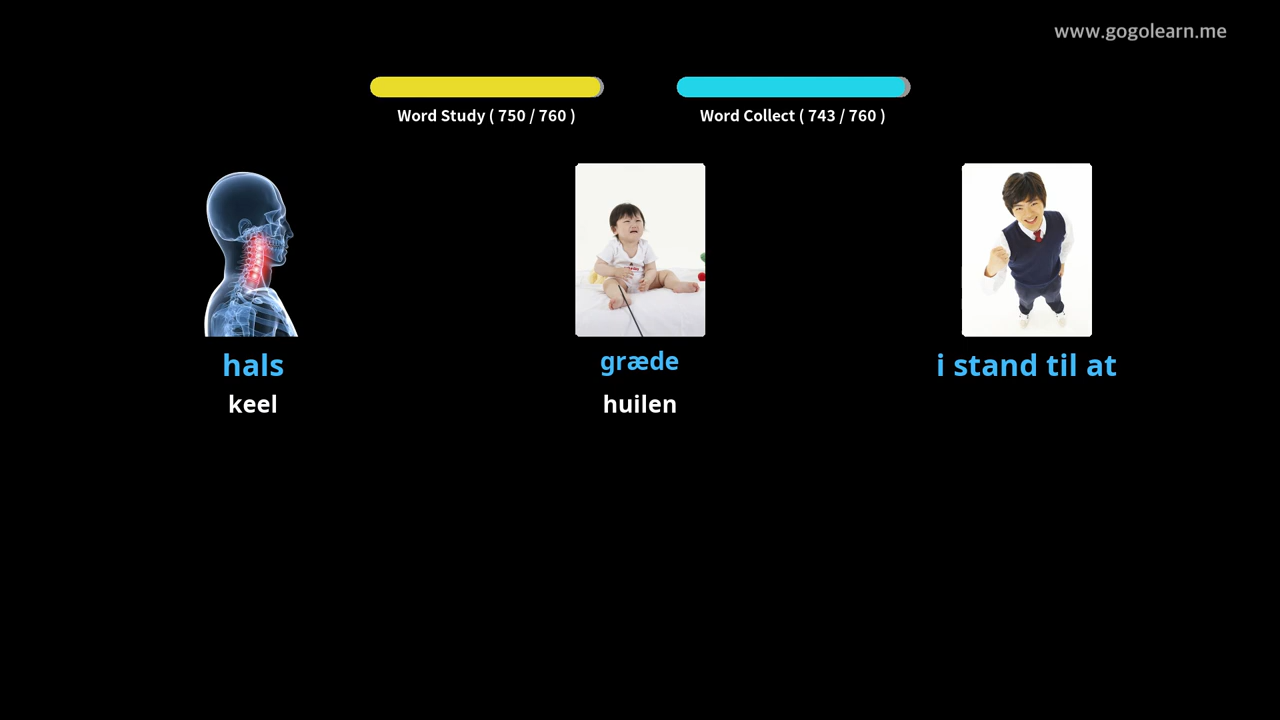 www.gogolearn.me
Word Study ( 750 / 760 )
Word Collect ( 743 / 760 )
hals
keel
græde
huilen
i stand til at